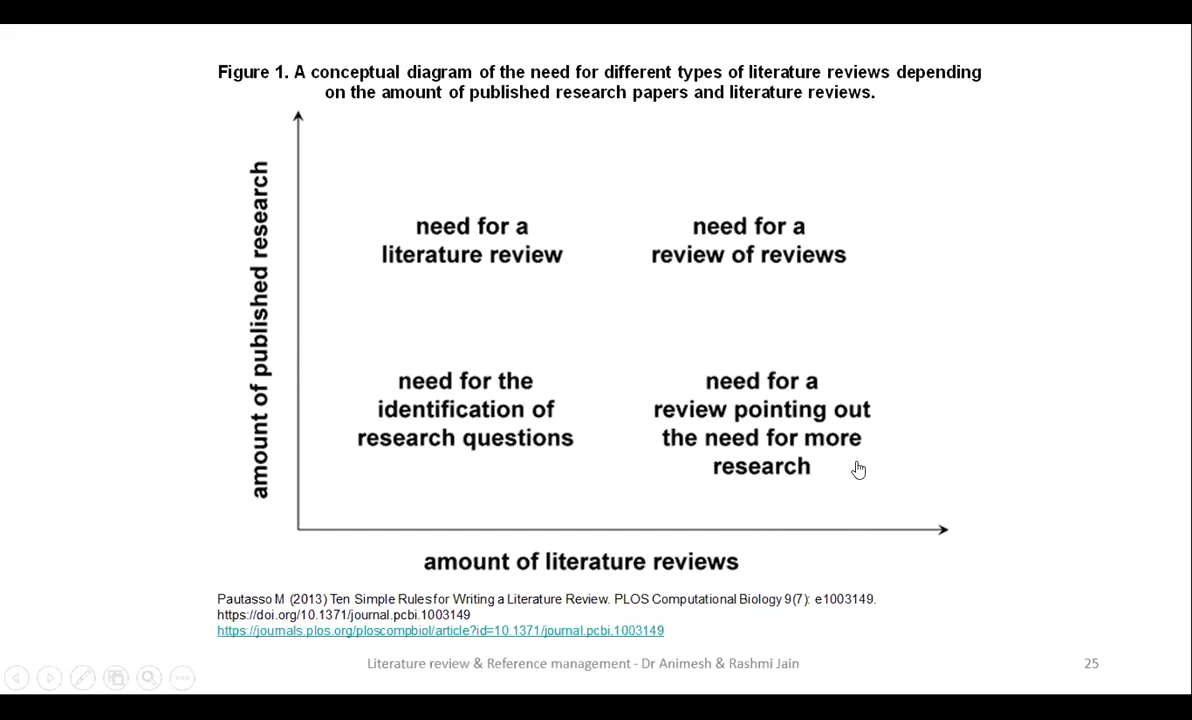 Figure 1. A conceptual diagram of the need for different types of literature reviews depending
on the amount of published research papers and literature reviews.
amount of published research
need for a
literature review
need for a
review of reviews
need for the
identification of
research questions
need for a
review pointing out
the need for more
research
amount of literature reviews
Pautasso M (2013) Ten Simple Rules for Writing a Literature Review. PLOS Computational Biology 9(7): e1003149.
https://doi.org/10.1371/journal.pcbi.1003149
https://journals.plos.org/ploscompbiol/article?id=10.1371/journal.pcbi.1003149
Literature review & Reference management - Dr Animesh & Rashmi Jain
25